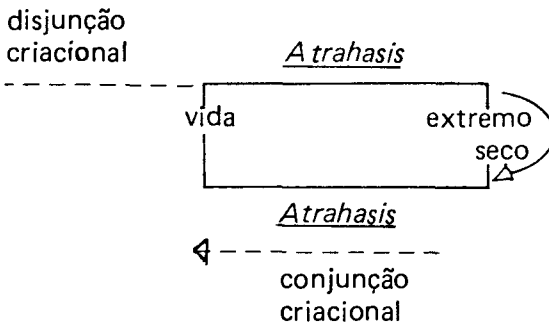 disjunção
criacional
Atrahasis
vida
extremo
seco
Atrahasis
conjunção
criacional